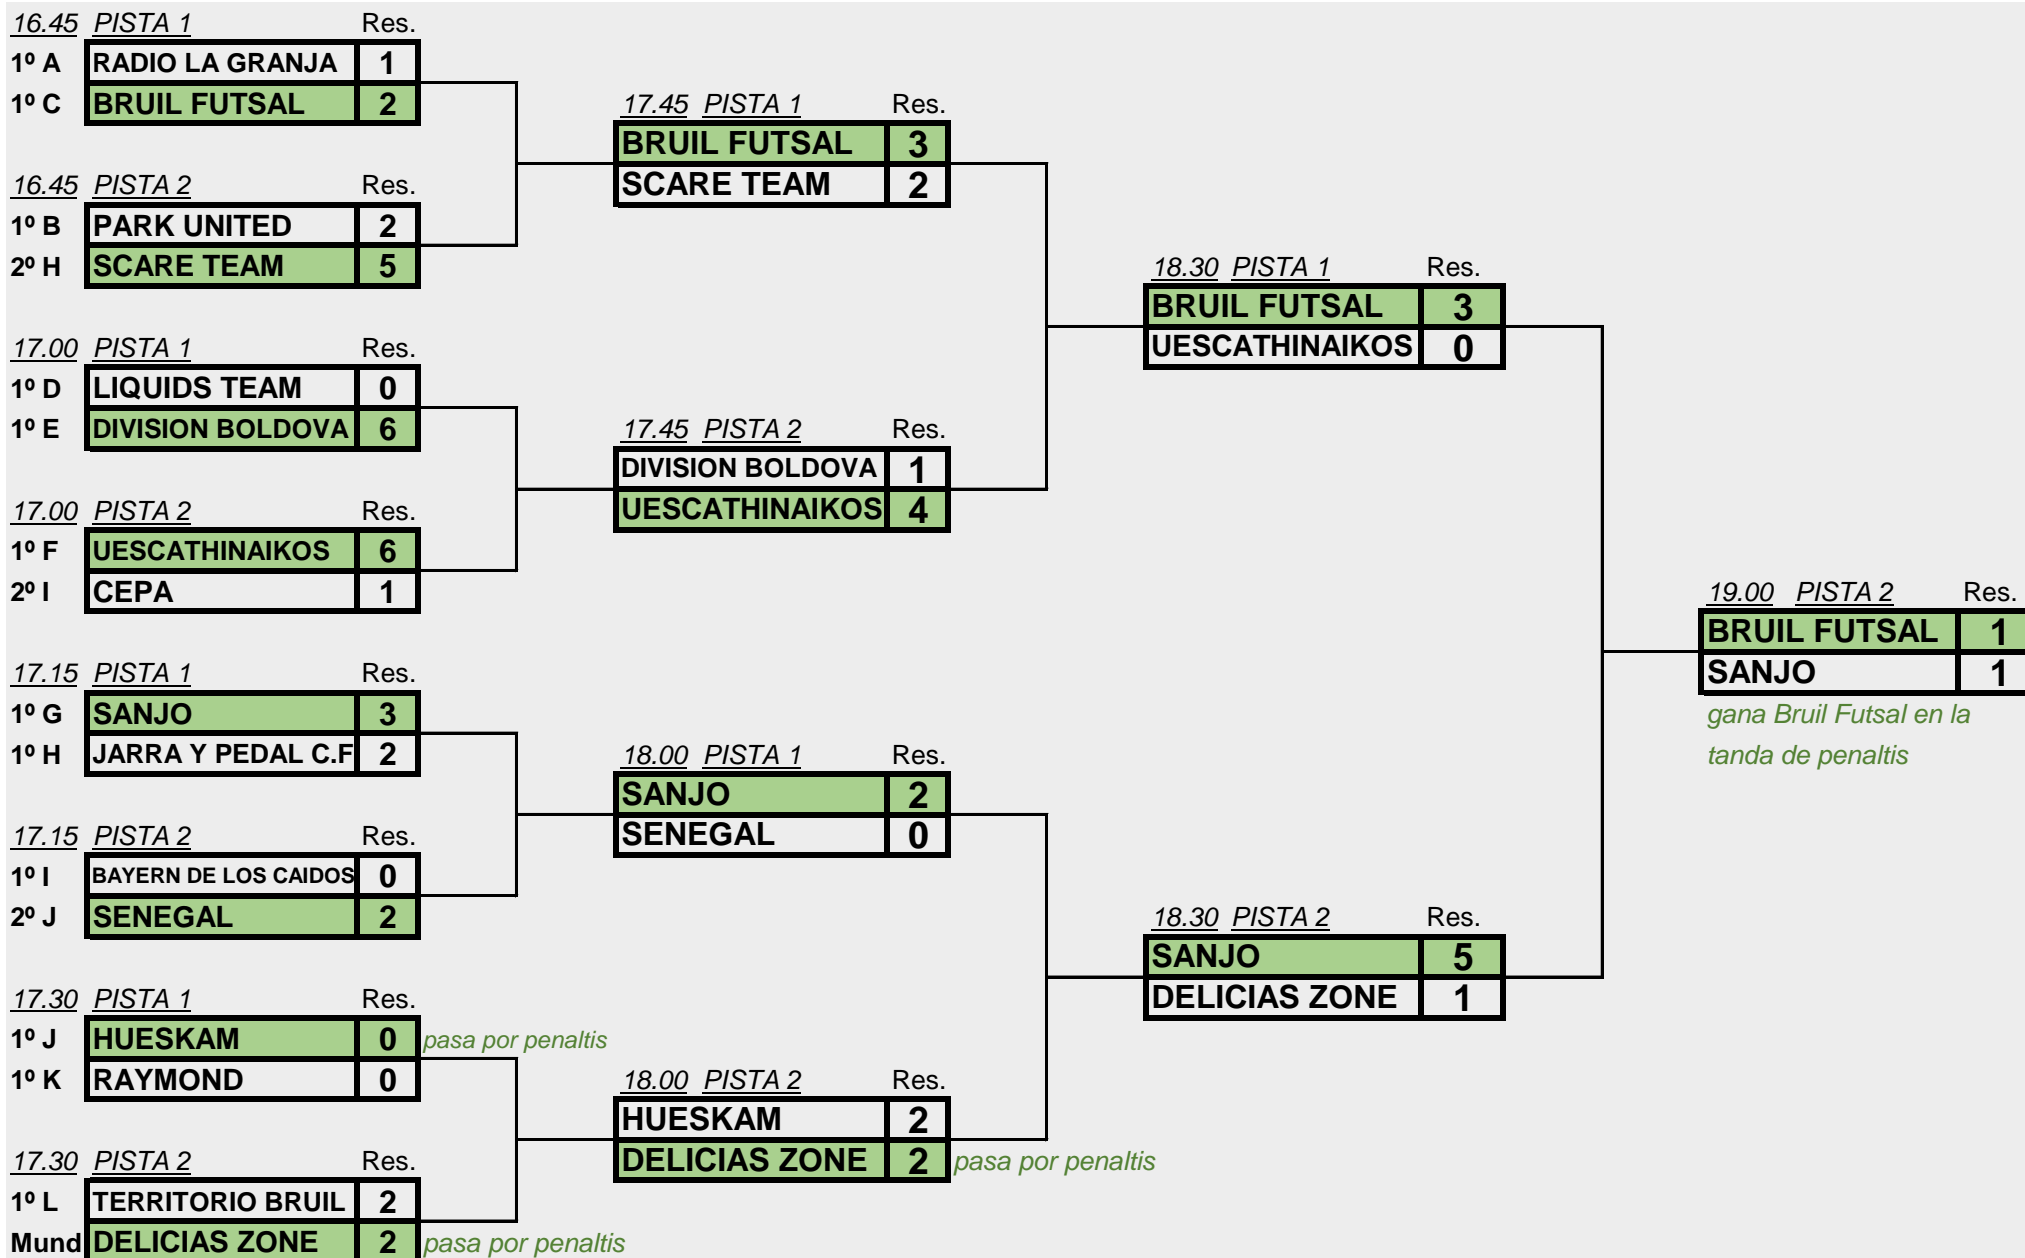 16.45 PISTA 1 Res.
1º A RADIO LA GRANJA 1
1º C BRUIL FUTSAL 2
16.45 PISTA 2 Res.
1º B PARK UNITED 2
2º H SCARE TEAM 5
17.00 PISTA 1 Res.
1º D LIQUIDS TEAM 0
1º E DIVISION BOLDOVA 6
17.00 PISTA 2 Res.
1º F UESCATHINAIKOS 6
2º I CEPA 1
17.15 PISTA 1 Res.
1º G SANJO 3
1º H JARRA Y PEDAL C.F 2
17.15 PISTA 2 Res.
1º I BAYERN DE LOS CAIDOS 0
2º J SENEGAL 2
17.30 PISTA 1 Res.
1º J HUESKAM 0 pasa por penaltis
1º K RAYMOND 0
17.30 PISTA 2 Res.
1º L TERRITORIO BRUIL 2
Mund DELICIAS ZONE 2 pasa por penaltis
17.45 PISTA 1 Res.
BRUIL FUTSAL 3
SCARE TEAM 2
17.45 PISTA 2 Res.
DIVISION BOLDOVA 1
UESCATHINAIKOS 4
18.00 PISTA 1 Res.
SANJO 2
SENEGAL 0
18.00 PISTA 2 Res.
HUESKAM 2
DELICIAS ZONE 2 pasa por penaltis
18.30 PISTA 1 Res.
BRUIL FUTSAL 3
UESCATHINAIKOS 0
18.30 PISTA 2 Res.
SANJO 5
DELICIAS ZONE 1
19.00 PISTA 2 Res.
BRUIL FUTSAL 1
SANJO 1
gana Bruil Futsal en la
tanda de penaltis